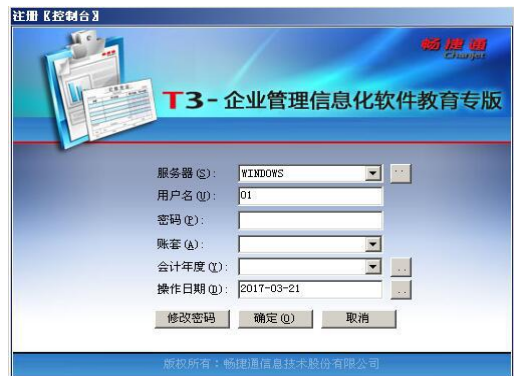 注册〖控制台〗
畅捷通
Chanjet
T3-企业管理信息化软件教育专版
服务器(S): WINDOWS
用户名(U): 01
密码(P):
账套(A):
会计年度(Y):
操作日期(D): 2017-03-21
修改密码 确定(O) 取消
版权所有：畅捷通信息技术股份有限公司